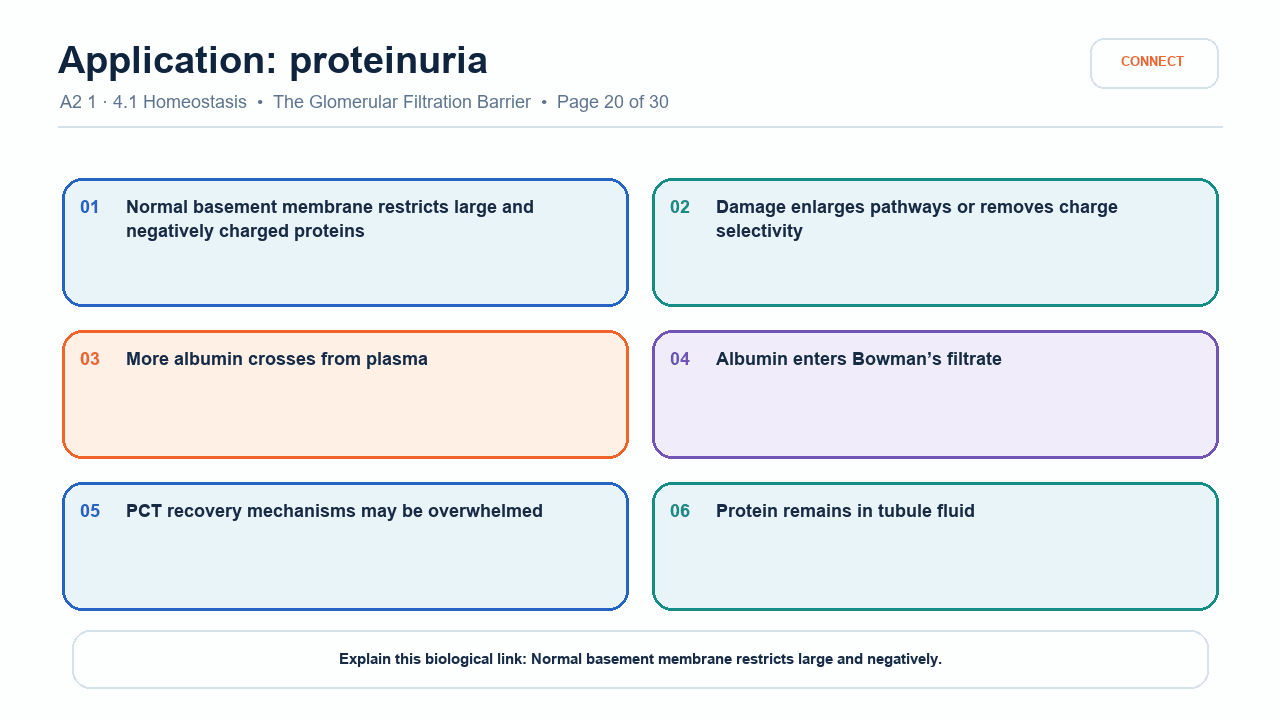 Application: proteinuria
CONNECT
A2 1 · 4.1 Homeostasis • The Glomerular Filtration Barrier • Page 20 of 30
01 Normal basement membrane restricts large and
negatively charged proteins
02 Damage enlarges pathways or removes charge
selectivity
03 More albumin crosses from plasma
04 Albumin enters Bowman’s filtrate
05 PCT recovery mechanisms may be overwhelmed
06 Protein remains in tubule fluid
Explain this biological link: Normal basement membrane restricts large and negatively.